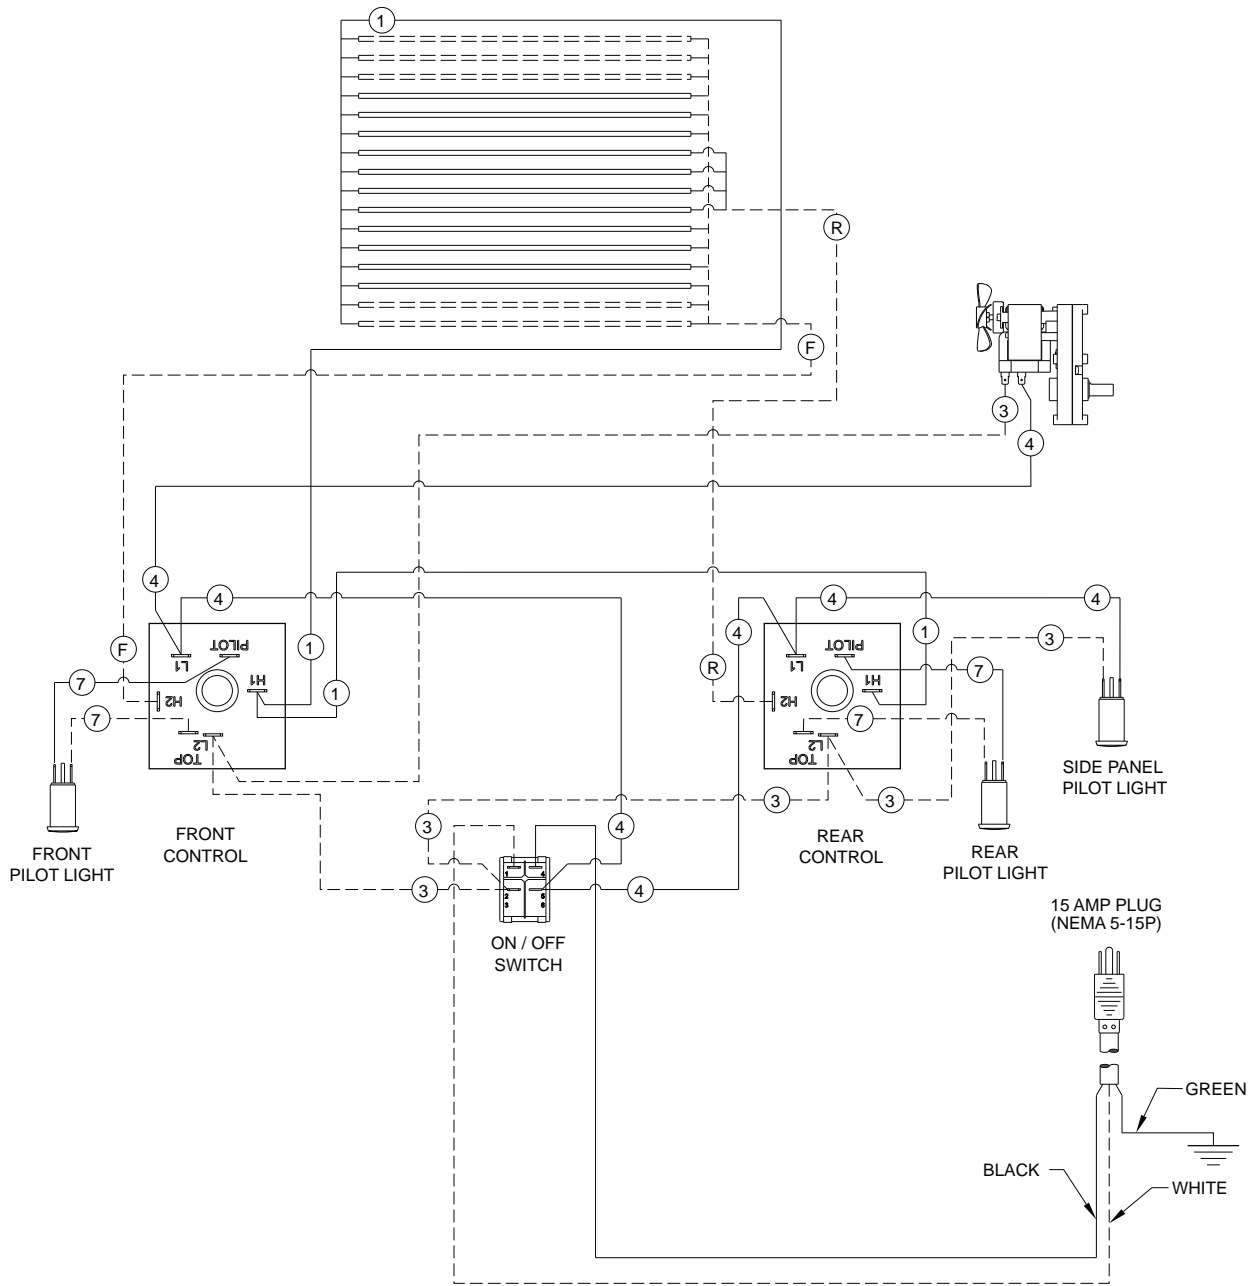 1
R
F
3
4
4
4
4
4
F
1
4
1
3
R
7
L1
PILOT
H1
1
H2
7
L2
TOP
L1
PILOT
H1
7
H2
7
L2
TOP
3
3
3
4
SIDE PANEL
PILOT LIGHT
FRONT
PILOT LIGHT
FRONT
CONTROL
REAR
CONTROL
REAR
PILOT LIGHT
1
4
2
5
3
6
3
4
ON / OFF
SWITCH
15 AMP PLUG
(NEMA 5-15P)
GREEN
BLACK
WHITE